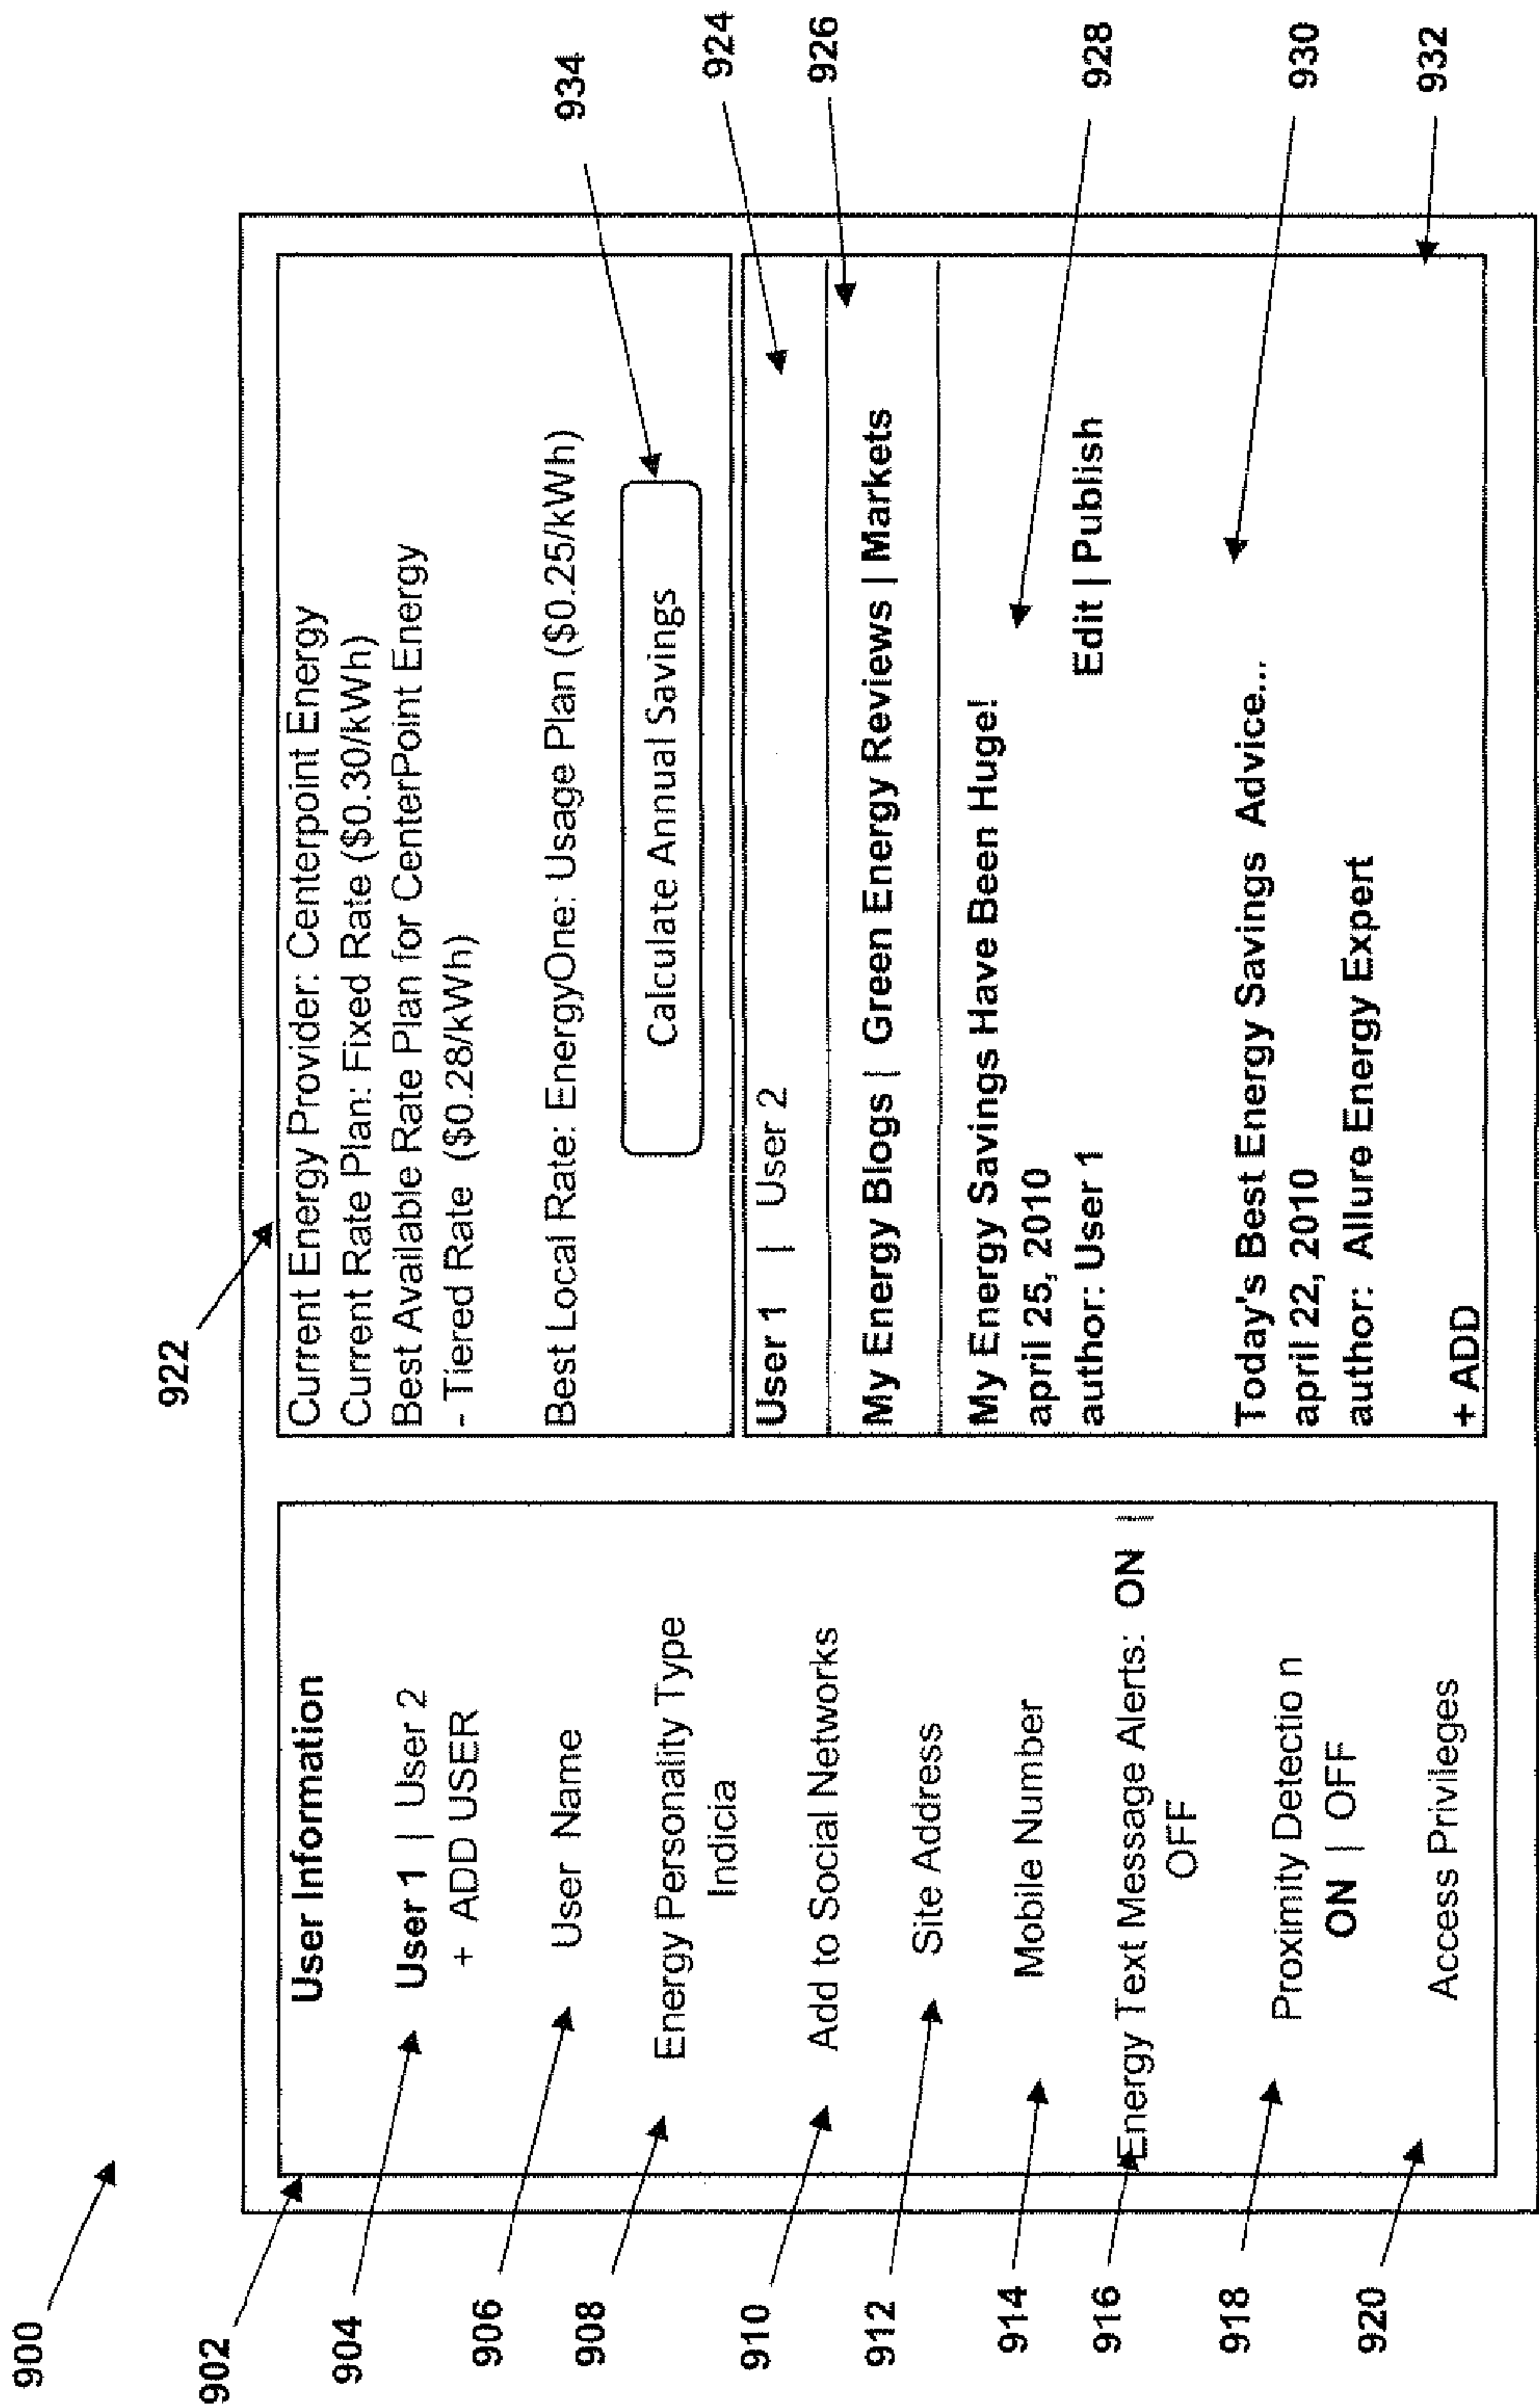 900
902
904
906
908
910
912
914
916
918
920
User Information
User 1 | User 2
+ ADD USER
User Name
Energy Personality Type
Indicia
Add to Social Networks
Site Address
Mobile Number
Energy Text Message Alerts: ON |
OFF
Proximity Detectio n
ON | OFF
Access Privileges
922
Current Energy Provider: Centerpoint Energy
Current Rate Plan: Fixed Rate ($0.30/kWh)
Best Available Rate Plan for CenterPoint Energy
- Tiered Rate ($0.28/kWh)
Best Local Rate: EnergyOne: Usage Plan ($0.25/kWh)
Calculate Annual Savings
User 1 | User 2
My Energy Blogs | Green Energy Reviews | Markets
My Energy Savings Have Been Huge!
april 25, 2010
author: User 1
Edit | Publish
Today's Best Energy Savings Advice...
april 22, 2010
author: Allure Energy Expert
+ ADD
934
924
926
928
930
932